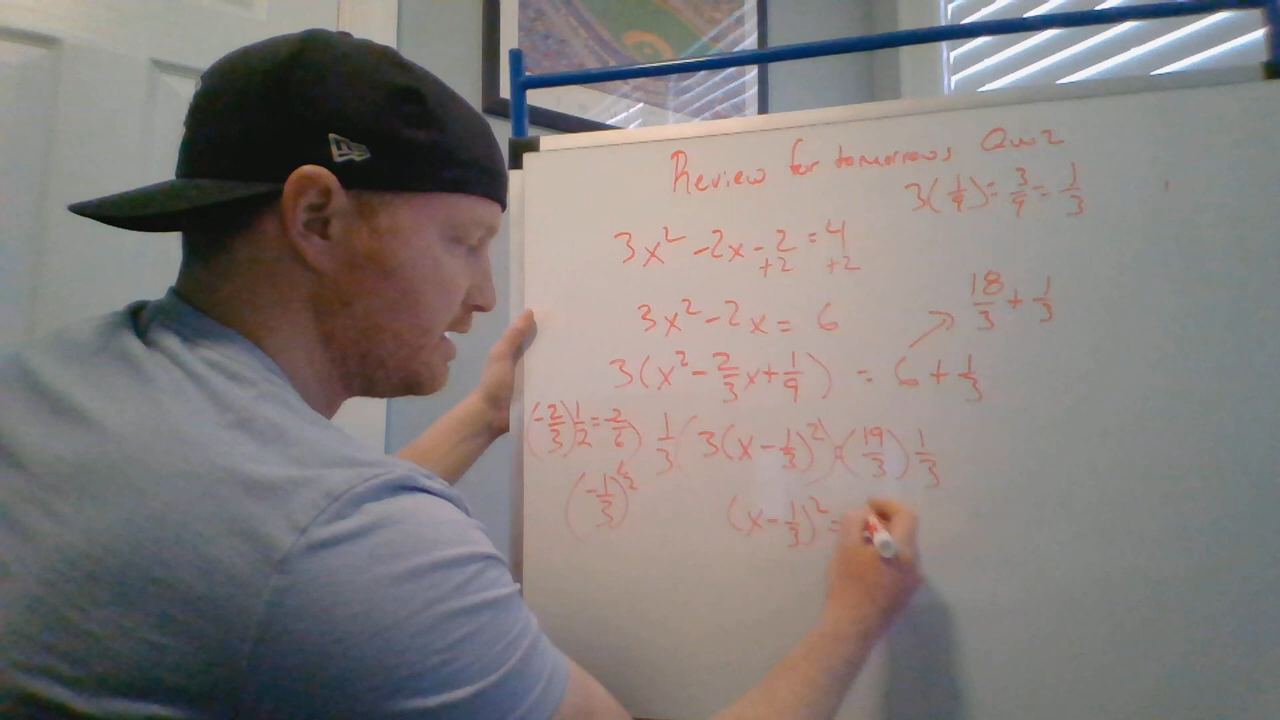 Review for tomorrows Quiz
3(1/9)= 3/9 = 1/3
3x² -2x -2 = 4
+2 +2
3x² -2x = 6
18/3 + 1/3
3(x² - 2/3x + 1/9) = 6 + 1/3
(-2/3)1/2 = -2/6
1/3(3(x - 1/3)²) = (19/3)1/3
(-1/3)²
(x - 1/3)² =